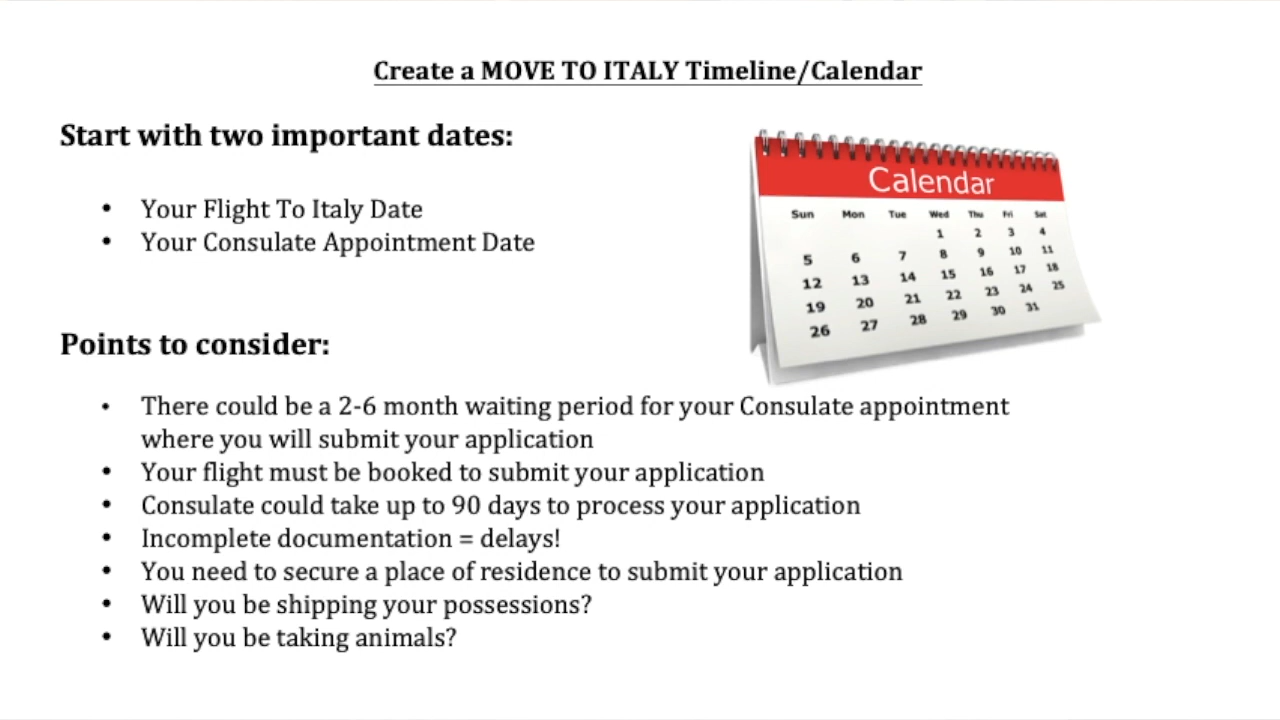 Create a MOVE TO ITALY Timeline/Calendar
Start with two important dates:
• Your Flight To Italy Date
• Your Consulate Appointment Date
Calendar
Sun Mon Tue Wed Thu Fri Sat
1 2 3 4
5 6 7 8 9 10 11
12 13 14 15 16 17 18
19 20 21 22 23 24 25
26 27 28 29 30 31
Points to consider:
• There could be a 2-6 month waiting period for your Consulate appointment
where you will submit your application
• Your flight must be booked to submit your application
• Consulate could take up to 90 days to process your application
• Incomplete documentation = delays!
• You need to secure a place of residence to submit your application
• Will you be shipping your possessions?
• Will you be taking animals?